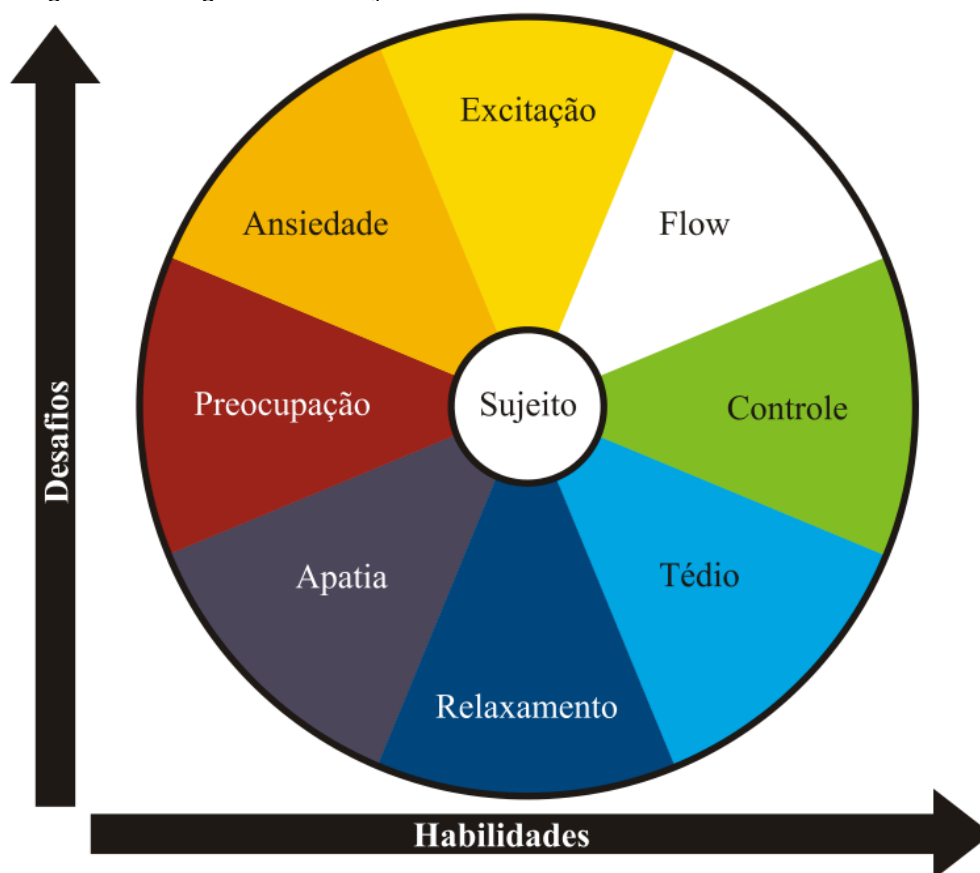 Excitação
Ansiedade
Flow
Preocupação
Sujeito
Controle
Desafios
Apatia
Tédio
Relaxamento
Habilidades